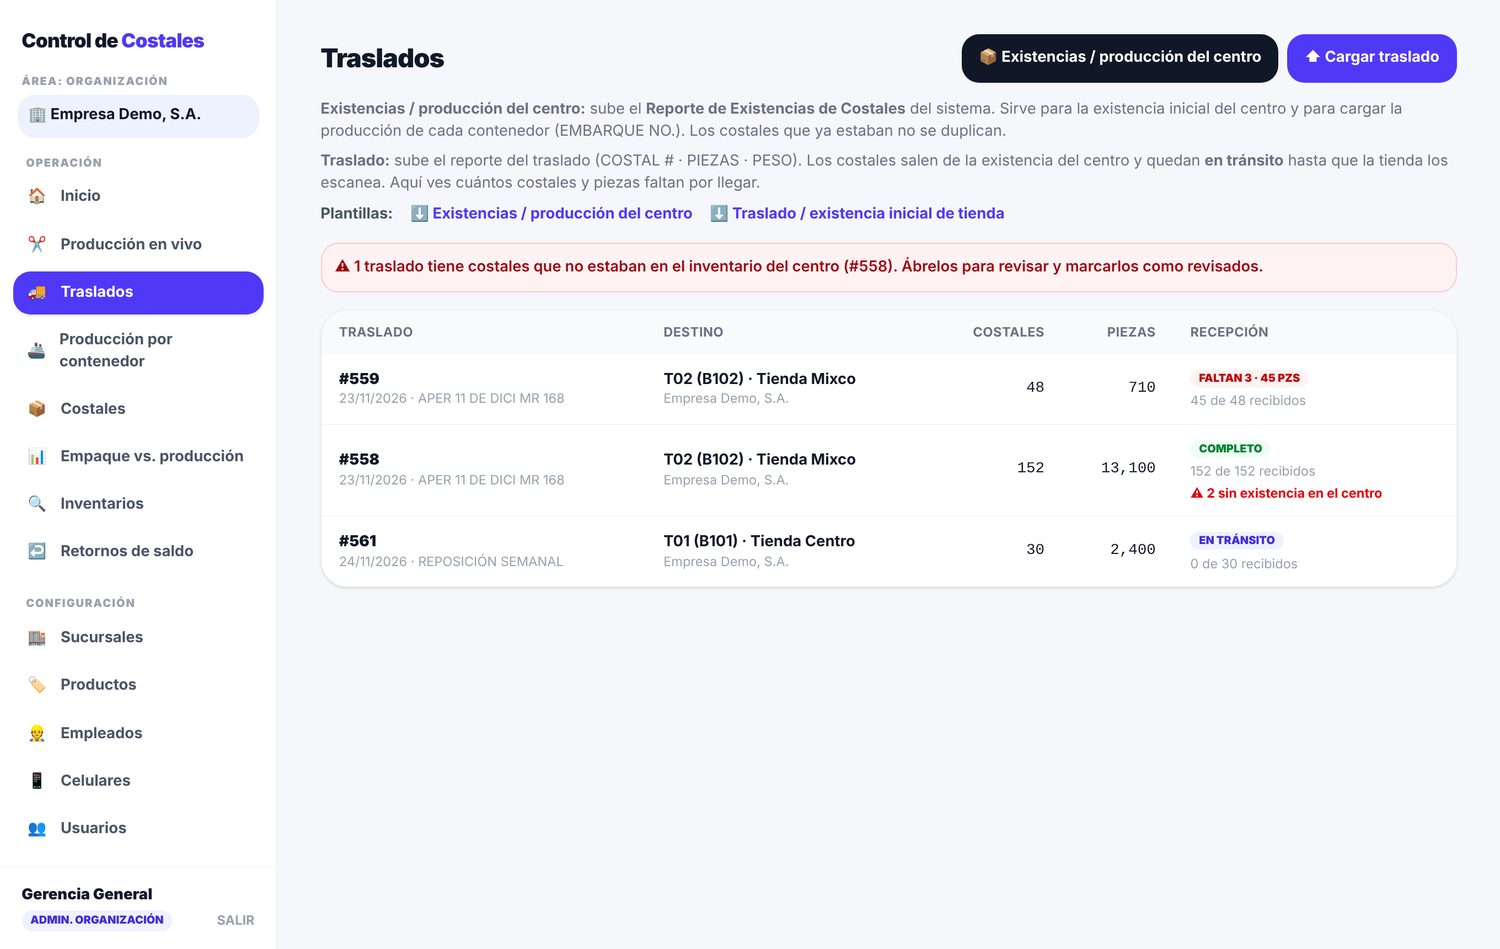 Control de Costales
ÁREA: ORGANIZACIÓN
Empresa Demo, S.A.
OPERACIÓN
Inicio
Producción en vivo
Traslados
Producción por
contenedor
Costales
Empaque vs. producción
Inventarios
Retornos de saldo
CONFIGURACIÓN
Sucursales
Productos
Empleados
Celulares
Usuarios
Gerencia General
ADMIN. ORGANIZACIÓN
SALIR
Traslados
Existencias / producción del centro
Cargar traslado
Existencias / producción del centro: sube el Reporte de Existencias de Costales del sistema. Sirve para la existencia inicial del centro y para cargar la
producción de cada contenedor (EMBARQUE NO.). Los costales que ya estaban no se duplican.
Traslado: sube el reporte del traslado (COSTAL # · PIEZAS · PESO). Los costales salen de la existencia del centro y quedan en tránsito hasta que la tienda los
escanea. Aquí ves cuántos costales y piezas faltan por llegar.
Plantillas: Existencias / producción del centro Traslado / existencia inicial de tienda
1 traslado tiene costales que no estaban en el inventario del centro (#558). Ábrelos para revisar y marcarlos como revisados.
TRASLADO DESTINO COSTALES PIEZAS RECEPCIÓN
#559 T02 (B102) · Tienda Mixco 48 710 FALTAN 3 · 45 PZS
23/11/2026 · APER 11 DE DICI MR 168 Empresa Demo, S.A. 45 de 48 recibidos
#558 T02 (B102) · Tienda Mixco 152 13,100 COMPLETO
23/11/2026 · APER 11 DE DICI MR 168 Empresa Demo, S.A. 152 de 152 recibidos
2 sin existencia en el centro
#561 T01 (B101) · Tienda Centro 30 2,400 EN TRÁNSITO
24/11/2026 · REPOSICIÓN SEMANAL Empresa Demo, S.A. 0 de 30 recibidos